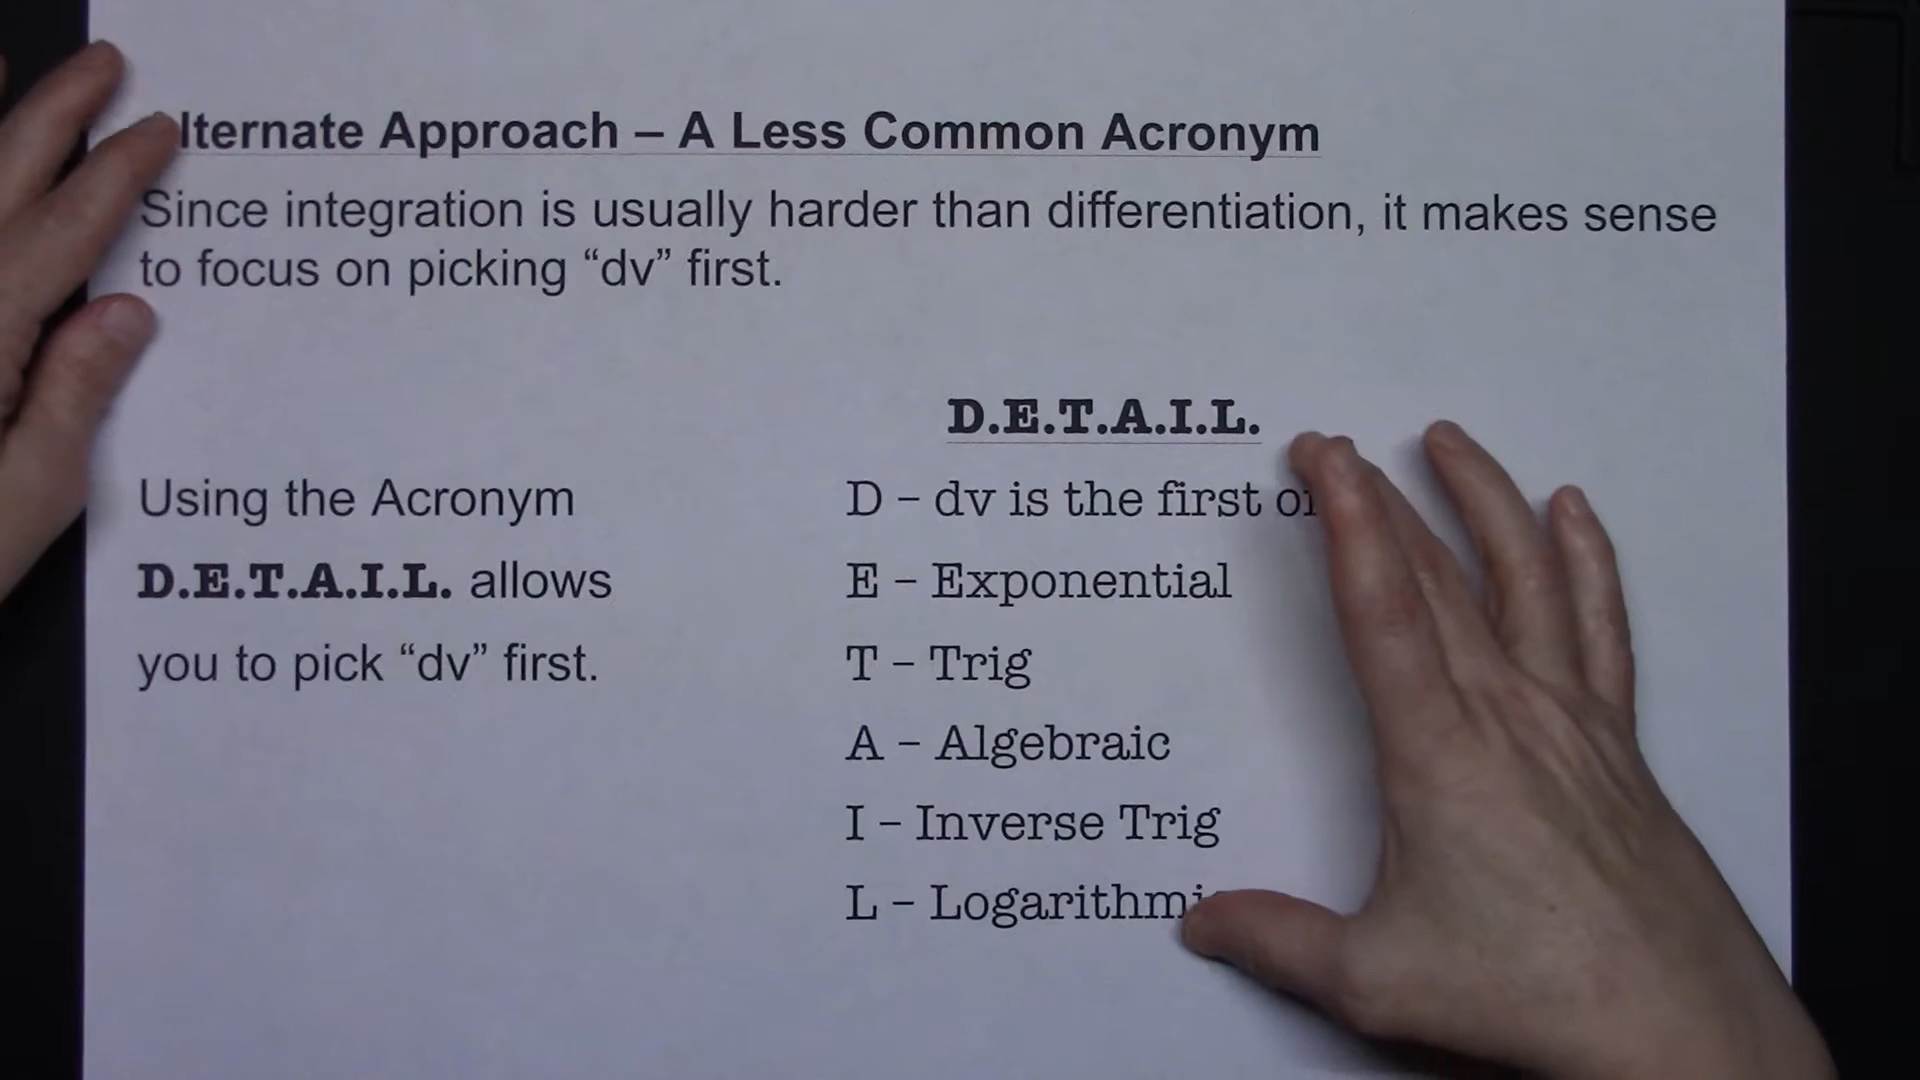 Alternate Approach – A Less Common Acronym
Since integration is usually harder than differentiation, it makes sense
to focus on picking “dv” first.
D.E.T.A.I.L.
Using the Acronym
D.E.T.A.I.L. allows
you to pick “dv” first.
D – dv is the first
E – Exponential
T – Trig
A – Algebraic
I – Inverse Trig
L – Logarithmic